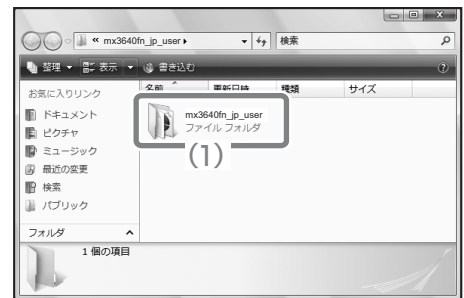 « mx3640fn_jp_user
検索
整理 表示 書き込む
お気に入りリンク
ドキュメント
ピクチャ
ミュージック
最近の変更
検索
パブリック
フォルダ
名前 更新日時 種類 サイズ
mx3640fn_jp_user
ファイル フォルダ
(1)
1 個の項目